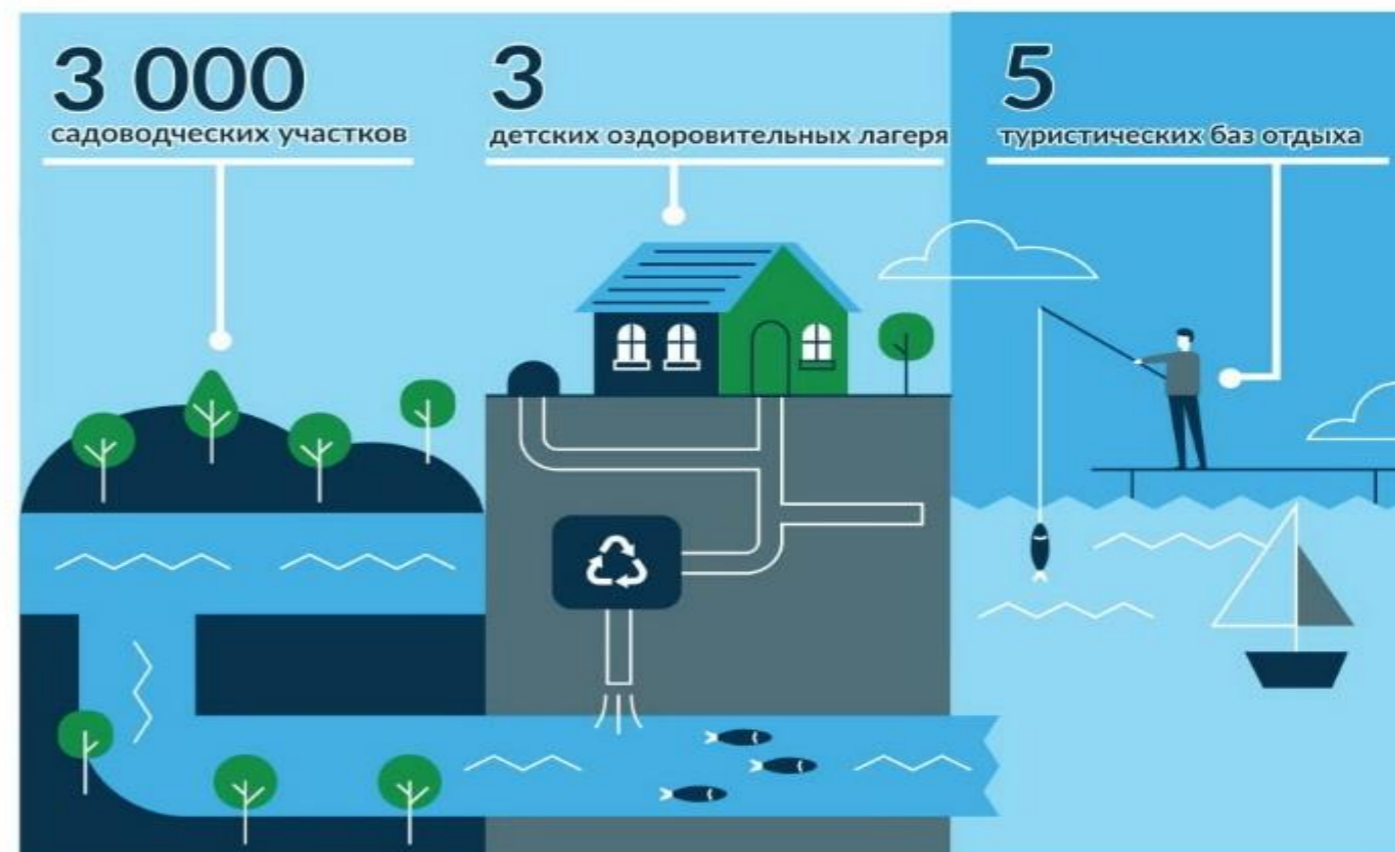 3 000
садоводческих участков
3
детских оздоровительных лагеря
5
туристических баз отдыха